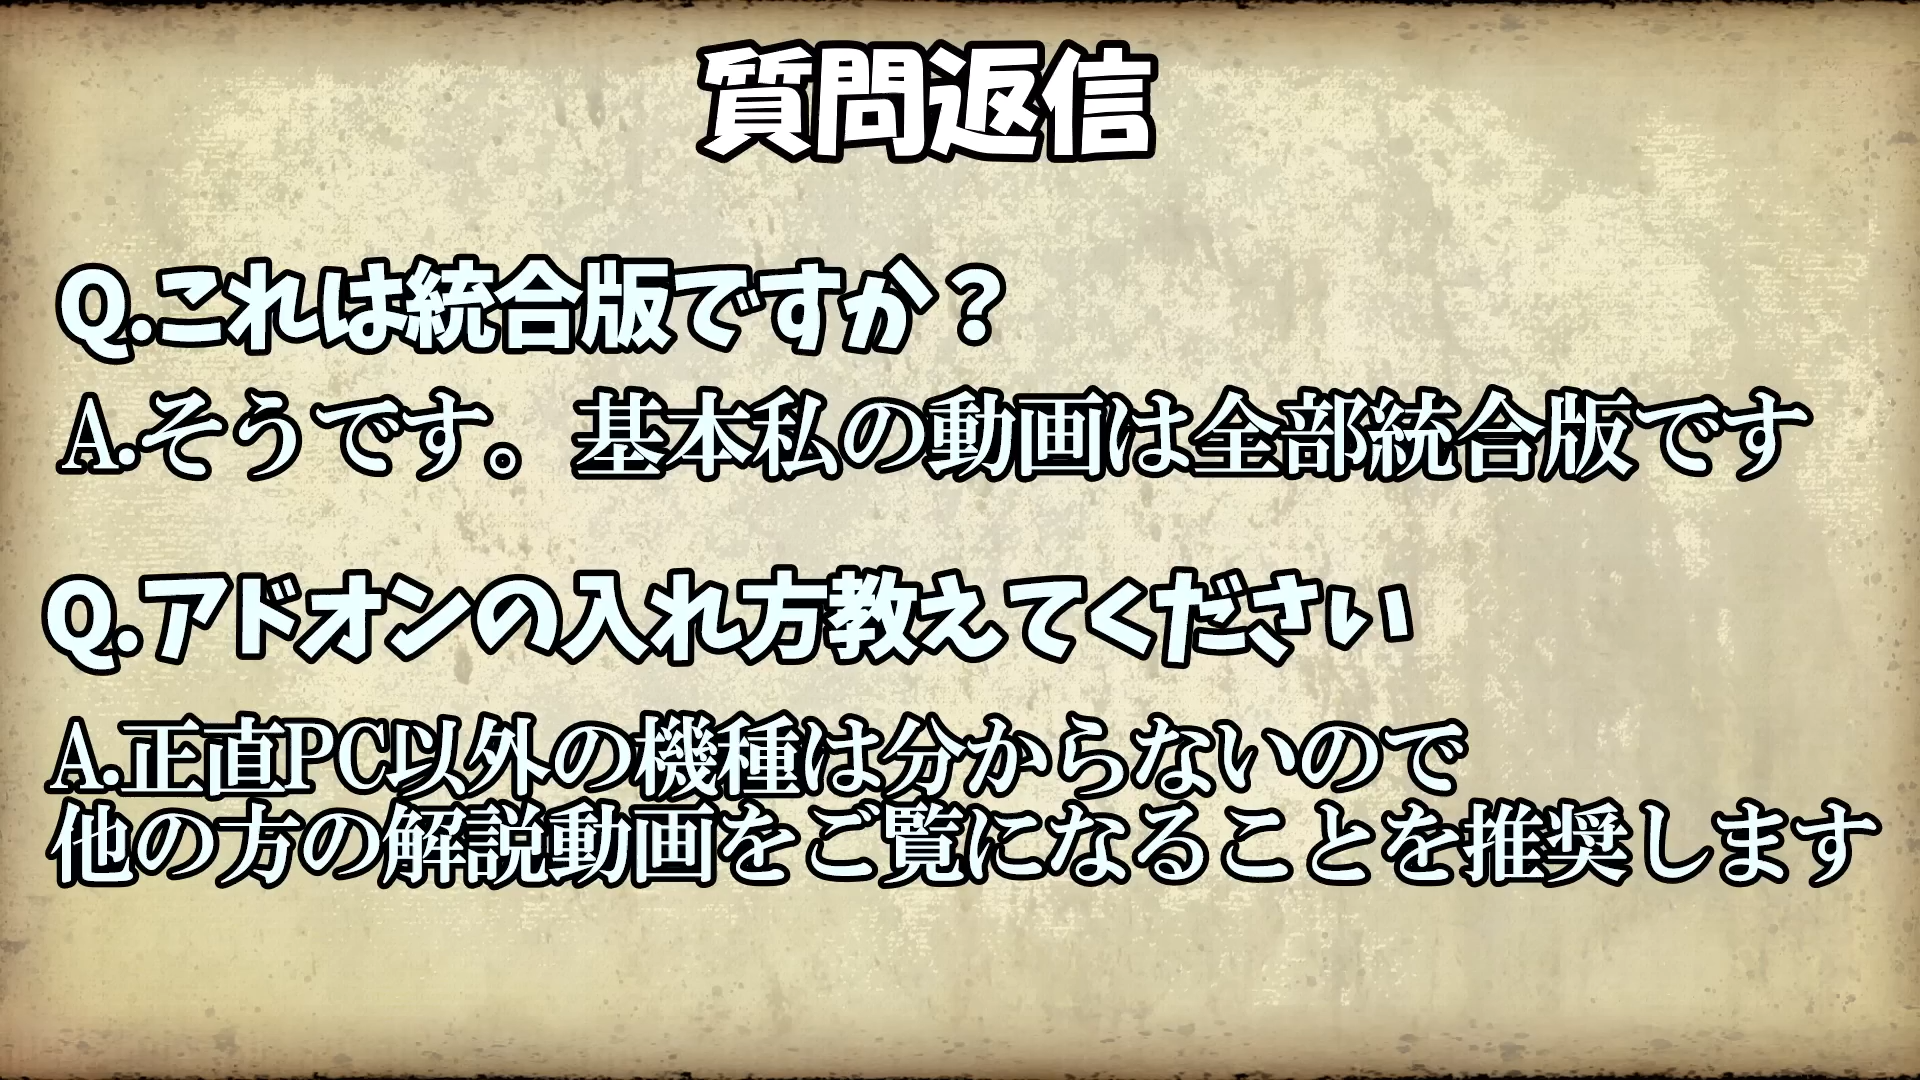 質問返信
Q.これは統合版ですか？
A.そうです。基本私の動画は全部統合版です
Q.アドオンの入れ方教えてください
A.正直PC以外の機種は分からないので
他の方の解説動画をご覧になることを推奨します